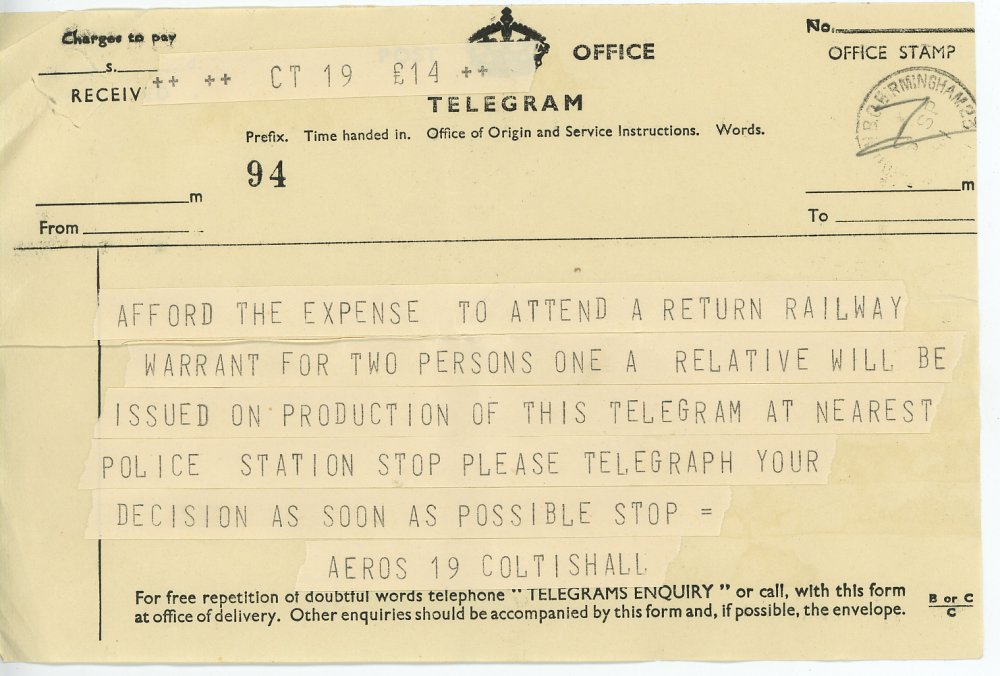 Charges to pay
s.
RECEIV
POST OFFICE
No.
OFFICE STAMP
++ ++ CT 19 £14 ++
TELEGRAM
Prefix. Time handed in. Office of Origin and Service Instructions. Words.
BIRMINGHAM 23
94
m
m
From
To
AFFORD THE EXPENSE TO ATTEND A RETURN RAILWAY
WARRANT FOR TWO PERSONS ONE A RELATIVE WILL BE
ISSUED ON PRODUCTION OF THIS TELEGRAM AT NEAREST
POLICE STATION STOP PLEASE TELEGRAPH YOUR
DECISION AS SOON AS POSSIBLE STOP =
AEROS 19 COLTISHALL
For free repetition of doubtful words telephone " TELEGRAMS ENQUIRY " or call, with this form
at office of delivery. Other enquiries should be accompanied by this form and, if possible, the envelope.
B or C
C